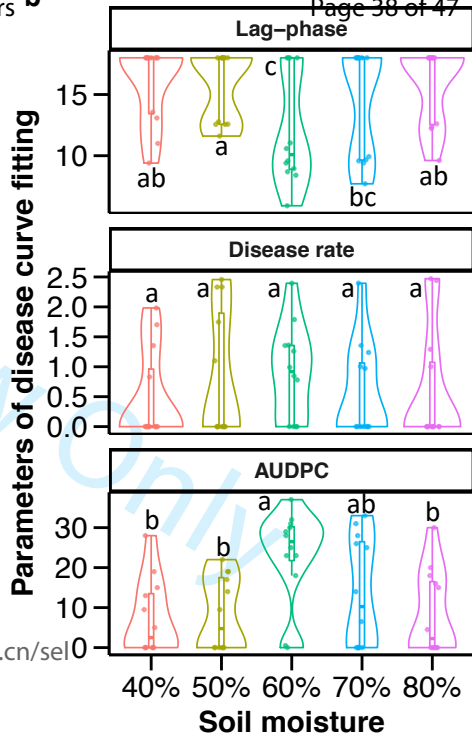 rs b Page 38 of 47
Lag–phase
15
10
c
ab
a
bc
ab
Parameters of disease curve fitting
Disease rate
2.5
2.0
1.5
1.0
0.5
0.0
a
a
a
a
a
AUDPC
30
20
10
0
b
b
a
ab
b
y Only
.cn/sel
40% 50% 60% 70% 80%
Soil moisture